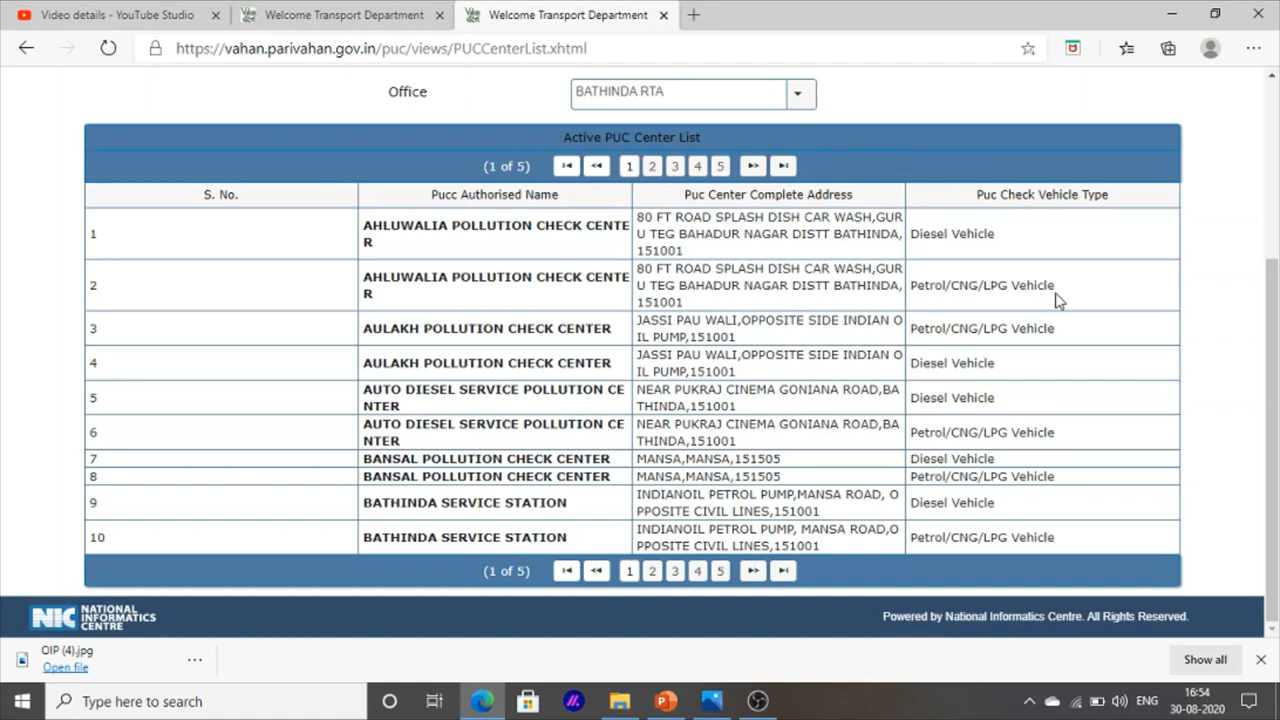 Video details - YouTube Studio
Welcome Transport Department
Welcome Transport Department
https://vahan.parivahan.gov.in/puc/views/PUCCenterList.xhtml
Office
BATHINDA RTA
Active PUC Center List
(1 of 5) 1 2 3 4 5
S. No. Pucc Authorised Name Puc Center Complete Address Puc Check Vehicle Type
1
AHLUWALIA POLLUTION CHECK CENTE
R
80 FT ROAD SPLASH DISH CAR WASH,GUR
U TEG BAHADUR NAGAR DISTT BATHINDA,
151001
Diesel Vehicle
2
AHLUWALIA POLLUTION CHECK CENTE
R
80 FT ROAD SPLASH DISH CAR WASH,GUR
U TEG BAHADUR NAGAR DISTT BATHINDA,
151001
Petrol/CNG/LPG Vehicle
3
AULAKH POLLUTION CHECK CENTER
JASSI PAU WALI,OPPOSITE SIDE INDIAN O
IL PUMP,151001
Petrol/CNG/LPG Vehicle
4
AULAKH POLLUTION CHECK CENTER
JASSI PAU WALI,OPPOSITE SIDE INDIAN O
IL PUMP,151001
Diesel Vehicle
5
AUTO DIESEL SERVICE POLLUTION CE
NTER
NEAR PUKRAJ CINEMA GONIANA ROAD,BA
THINDA,151001
Diesel Vehicle
6
AUTO DIESEL SERVICE POLLUTION CE
NTER
NEAR PUKRAJ CINEMA GONIANA ROAD,BA
THINDA,151001
Petrol/CNG/LPG Vehicle
7
BANSAL POLLUTION CHECK CENTER
MANSA,MANSA,151505
Diesel Vehicle
8
BANSAL POLLUTION CHECK CENTER
MANSA,MANSA,151505
Petrol/CNG/LPG Vehicle
9
BATHINDA SERVICE STATION
INDIANOIL PETROL PUMP,MANSA ROAD, O
PPOSITE CIVIL LINES,151001
Diesel Vehicle
10
BATHINDA SERVICE STATION
INDIANOIL PETROL PUMP, MANSA ROAD,O
PPOSITE CIVIL LINES,151001
Petrol/CNG/LPG Vehicle
(1 of 5) 1 2 3 4 5
NIC NATIONAL
INFORMATICS
CENTRE
Powered by National Informatics Centre. All Rights Reserved.
OIP (4).jpg
Open file
Show all
Type here to search
ENG
16:54
30-08-2020